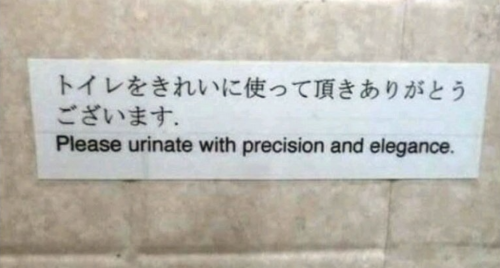 トイレをきれいに使って頂きありがとう
ございます.
Please urinate with precision and elegance.